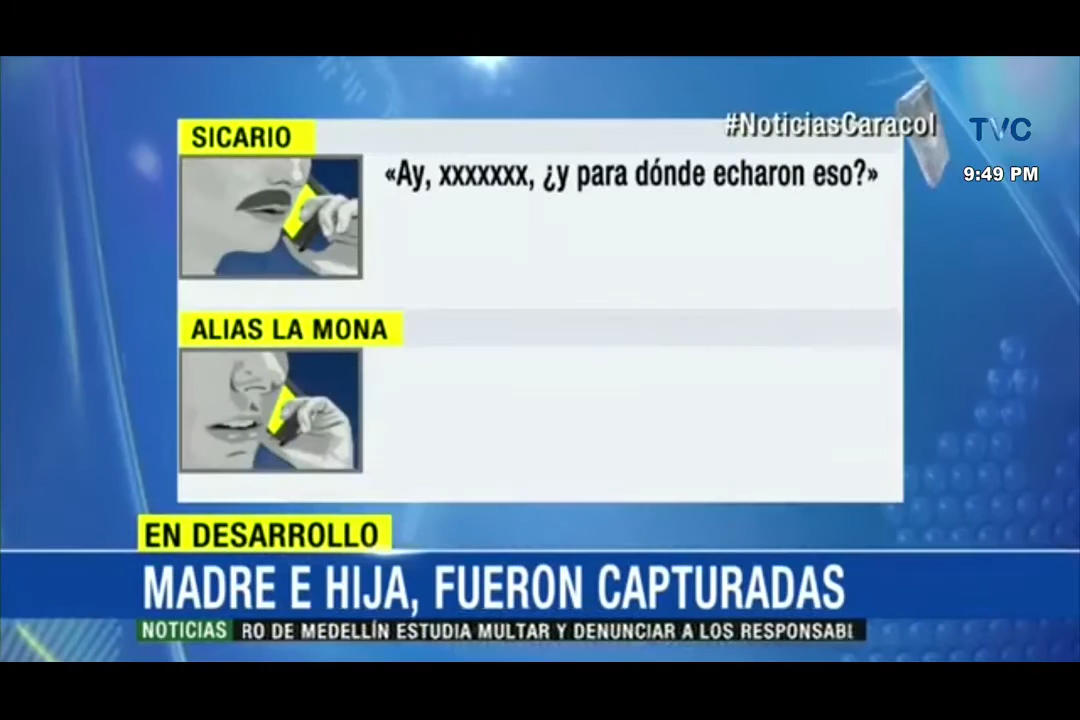 #NoticiasCaracol
TVC
9:49 PM
SICARIO
«Ay, xxxxxxx, ¿y para dónde echaron eso?»
ALIAS LA MONA
EN DESARROLLO
MADRE E HIJA, FUERON CAPTURADAS
NOTICIAS RO DE MEDELLÍN ESTUDIA MULTAR Y DENUNCIAR A LOS RESPONSABL